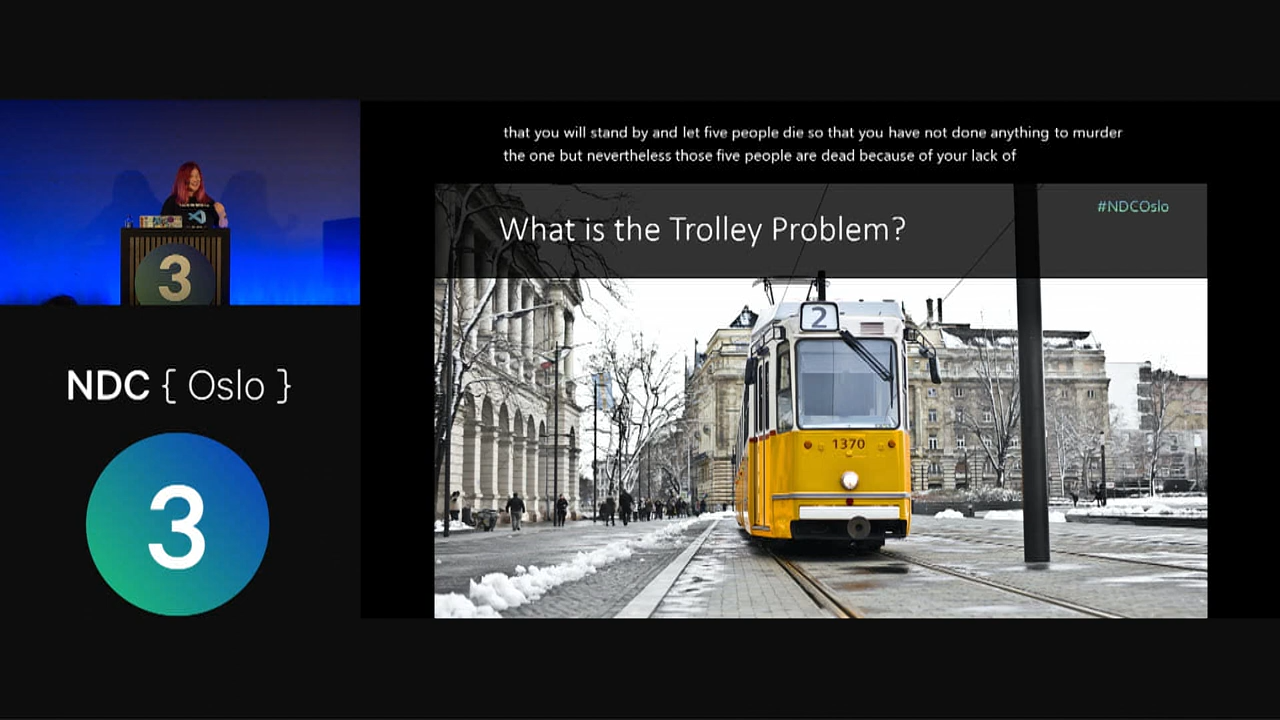 that you will stand by and let five people die so that you have not done anything to murder
the one but nevertheless those five people are dead because of your lack of
What is the Trolley Problem?
#NDCOslo
2
1370
3
NDC { Oslo }
3